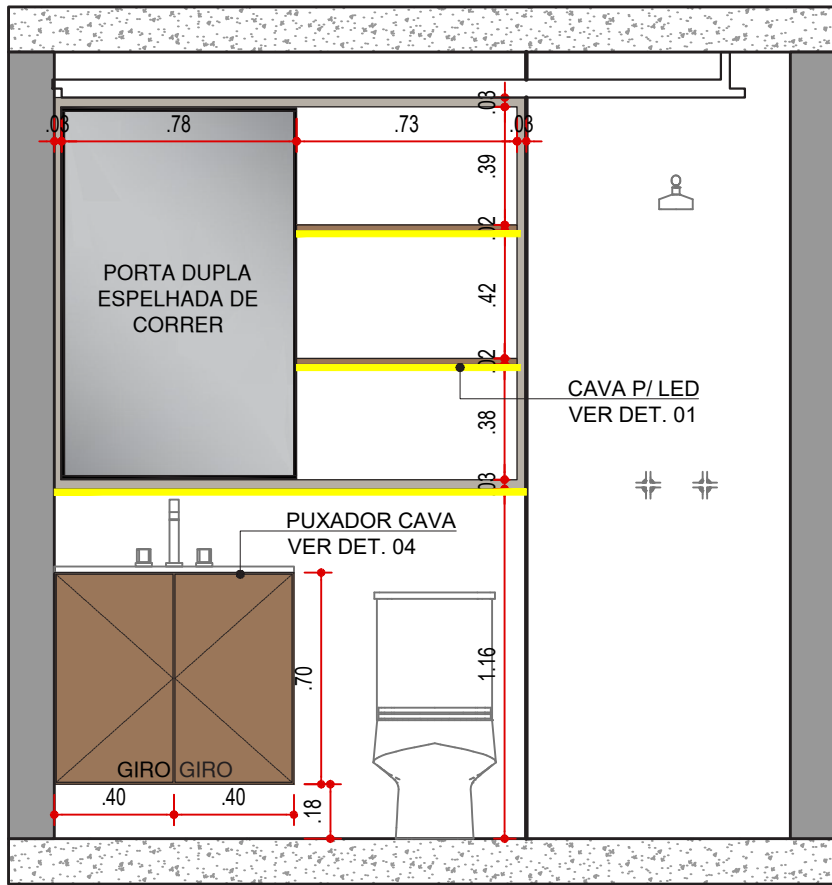 .03
.03
.78
.73
.03
.39
.02
PORTA DUPLA
ESPELHADA DE
CORRER
.42
.02
CAVA P/ LED
VER DET. 01
.38
.03
PUXADOR CAVA
VER DET. 04
1.16
.70
GIRO GIRO
.40
.40
.18